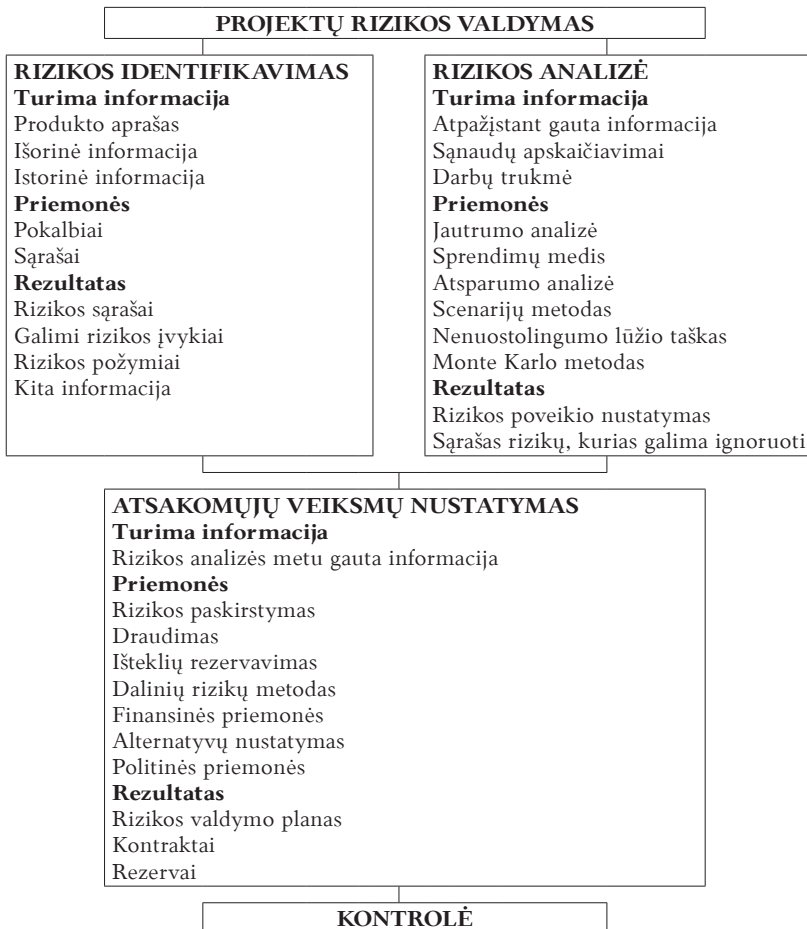 PROJEKTŲ RIZIKOS VALDYMAS
RIZIKOS IDENTIFIKAVIMAS
Turima informacija
Produkto aprašas
Išorinė informacija
Istorinė informacija
Priemonės
Pokalbiai
Sąrašai
Rezultatas
Rizikos sąrašai
Galimi rizikos įvykiai
Rizikos požymiai
Kita informacija
RIZIKOS ANALIZĖ
Turima informacija
Atpažįstant gauta informacija
Sąnaudų apskaičiavimai
Darbų trukmė
Priemonės
Jautrumo analizė
Sprendimų medis
Atsparumo analizė
Scenarijų metodas
Nenuostolingumo lūžio taškas
Monte Karlo metodas
Rezultatas
Rizikos poveikio nustatymas
Sąrašas rizikų, kurias galima ignoruoti
ATSAKOMŲJŲ VEIKSMŲ NUSTATYMAS
Turima informacija
Rizikos analizės metu gauta informacija
Priemonės
Rizikos paskirstymas
Draudimas
Išteklių rezervavimas
Dalinių rizikų metodas
Finansinės priemonės
Alternatyvų nustatymas
Politinės priemonės
Rezultatas
Rizikos valdymo planas
Kontraktai
Rezervai
KONTROLĖ